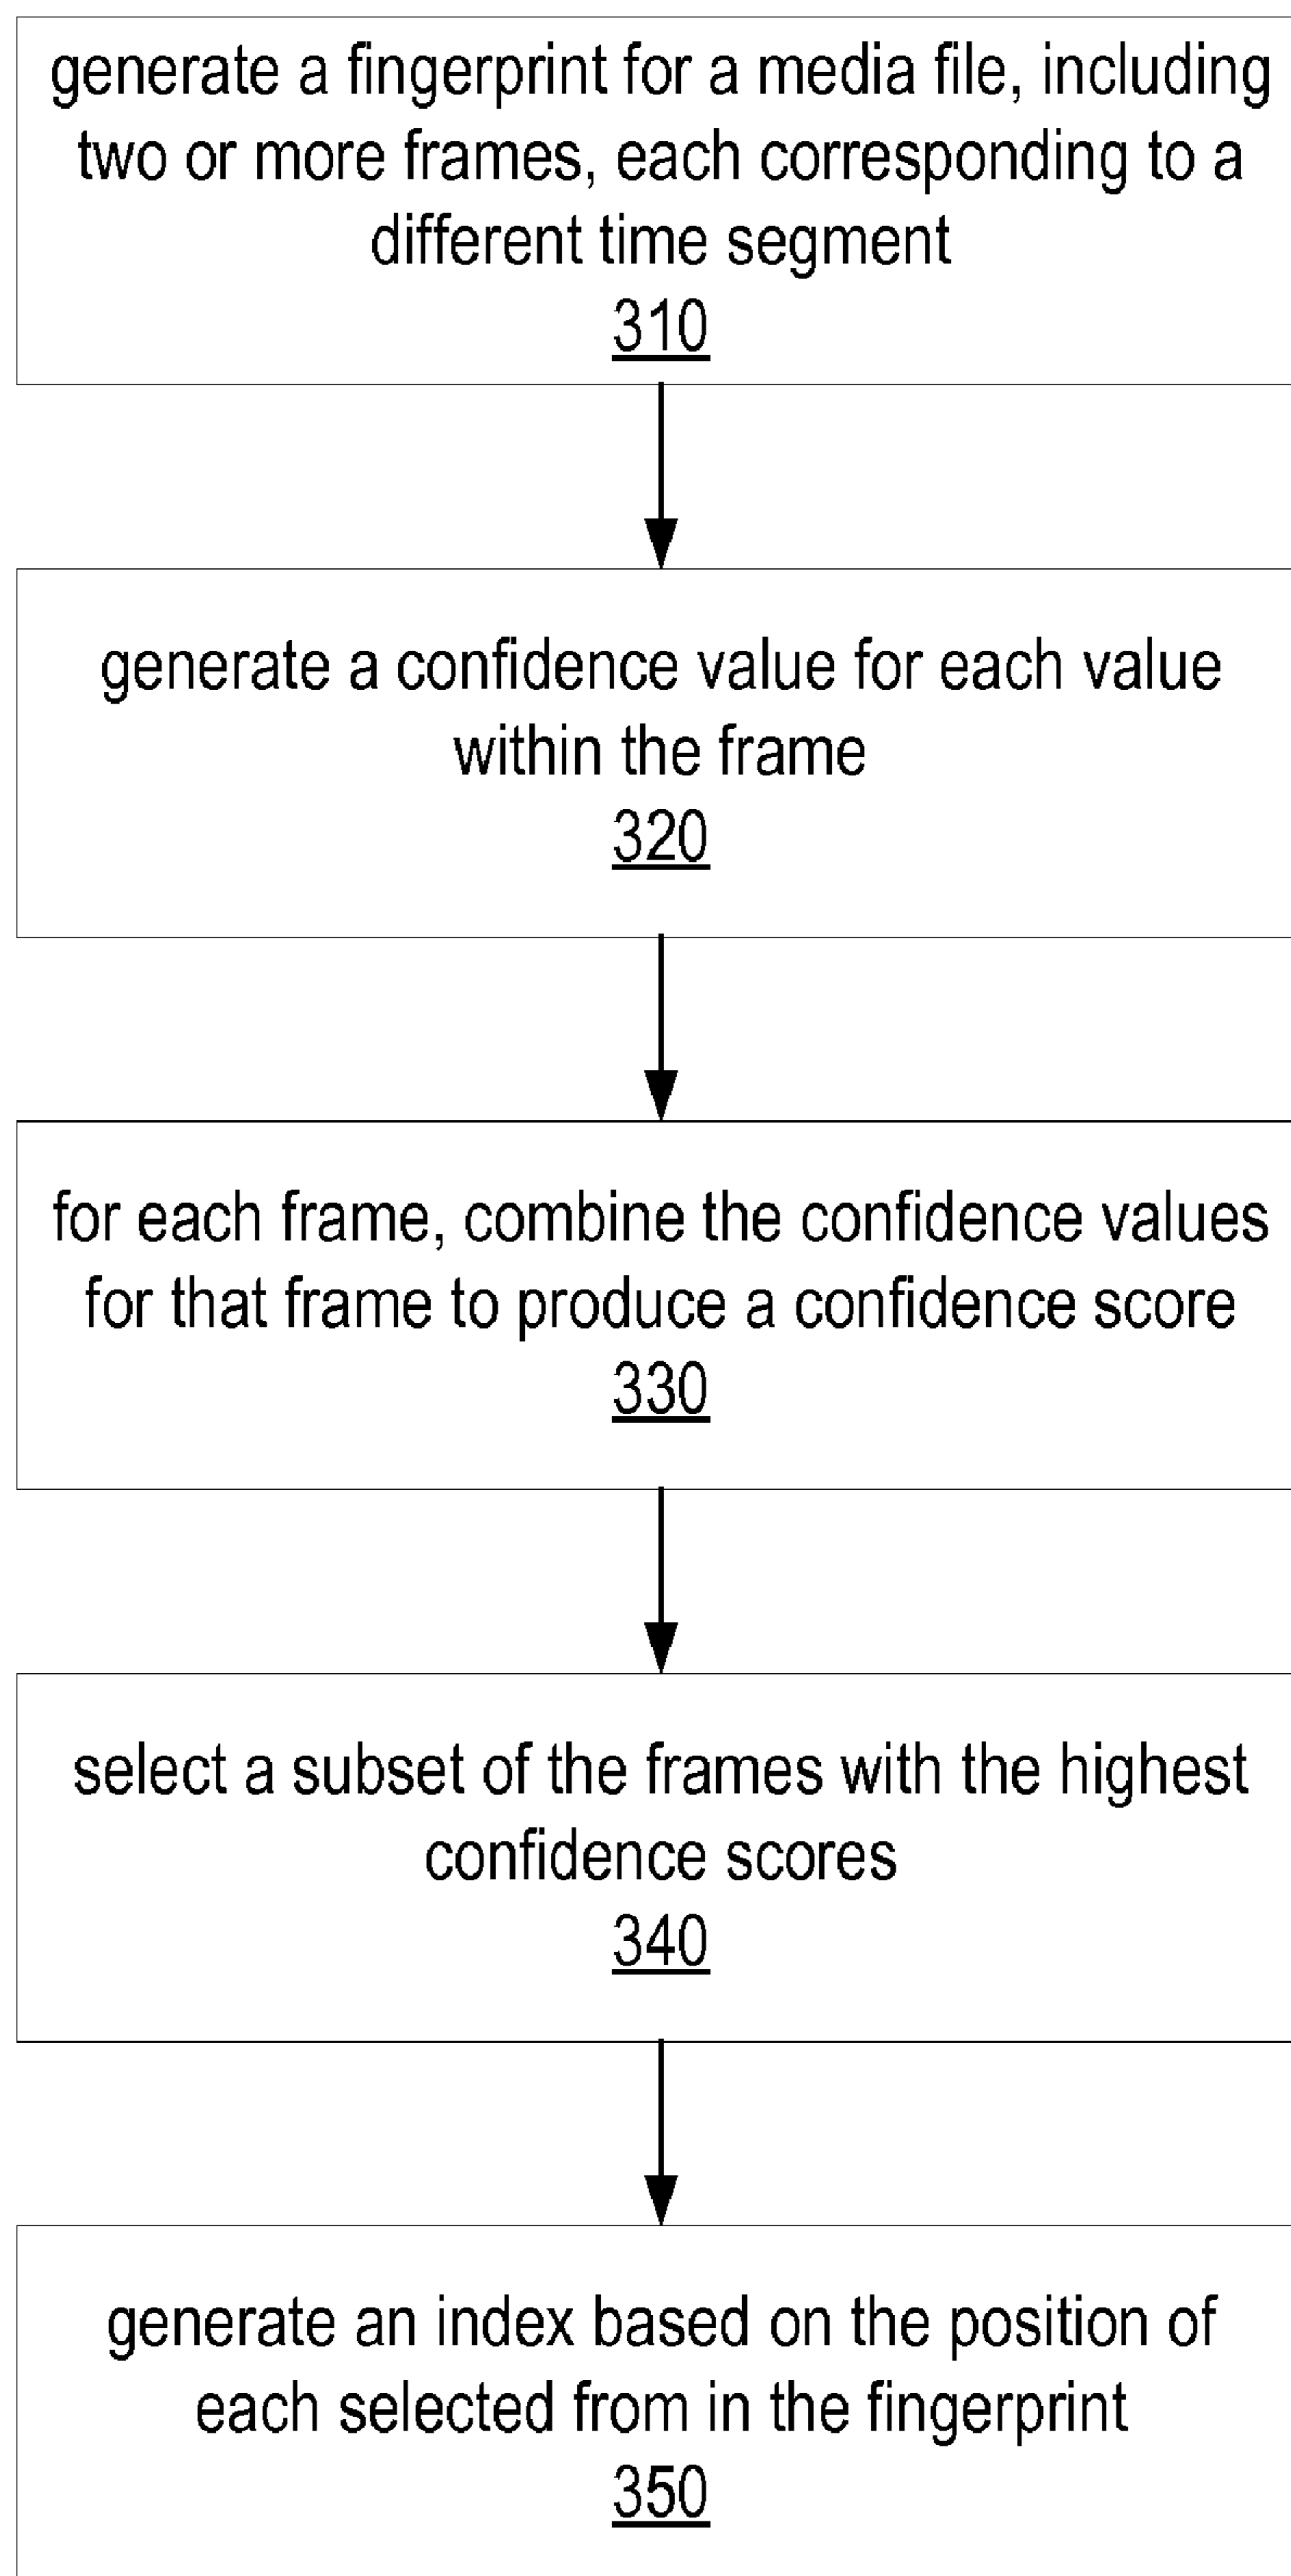 generate a fingerprint for a media file, including
two or more frames, each corresponding to a
different time segment
310
generate a confidence value for each value
within the frame
320
for each frame, combine the confidence values
for that frame to produce a confidence score
330
select a subset of the frames with the highest
confidence scores
340
generate an index based on the position of
each selected from in the fingerprint
350